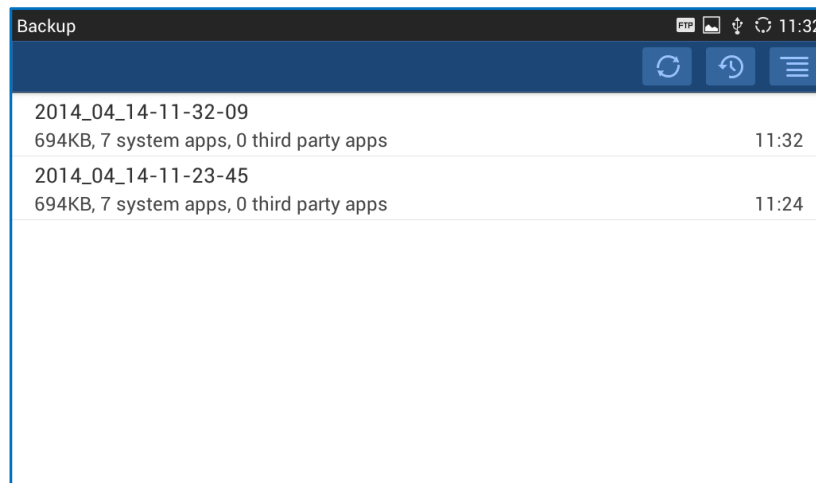 Backup
FTP 11:32
2014_04_14-11-32-09
694KB, 7 system apps, 0 third party apps 11:32
2014_04_14-11-23-45
694KB, 7 system apps, 0 third party apps 11:24